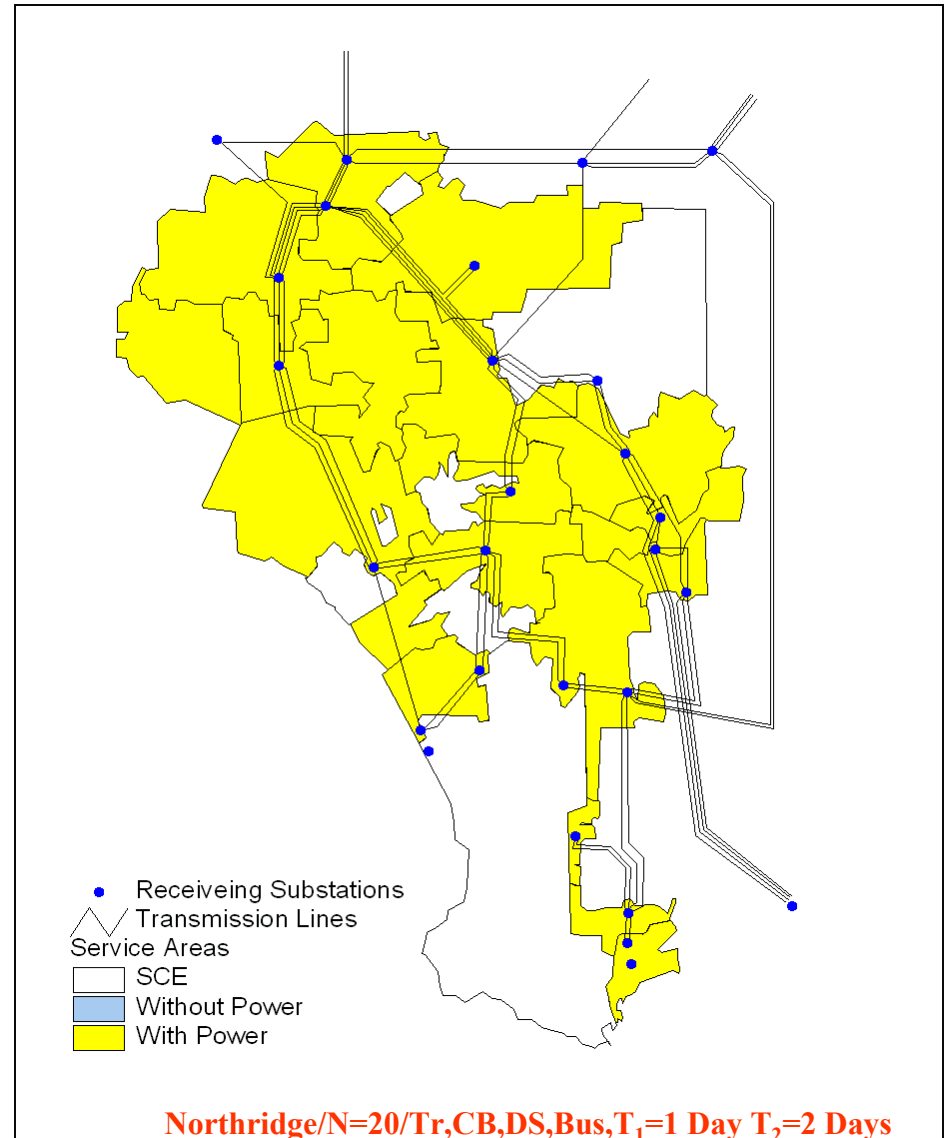 Receiveing Substations
Transmission Lines
Service Areas
SCE
Without Power
With Power
Northridge/N=20/Tr,CB,DS,Bus,T₁=1 Day T₂=2 Days